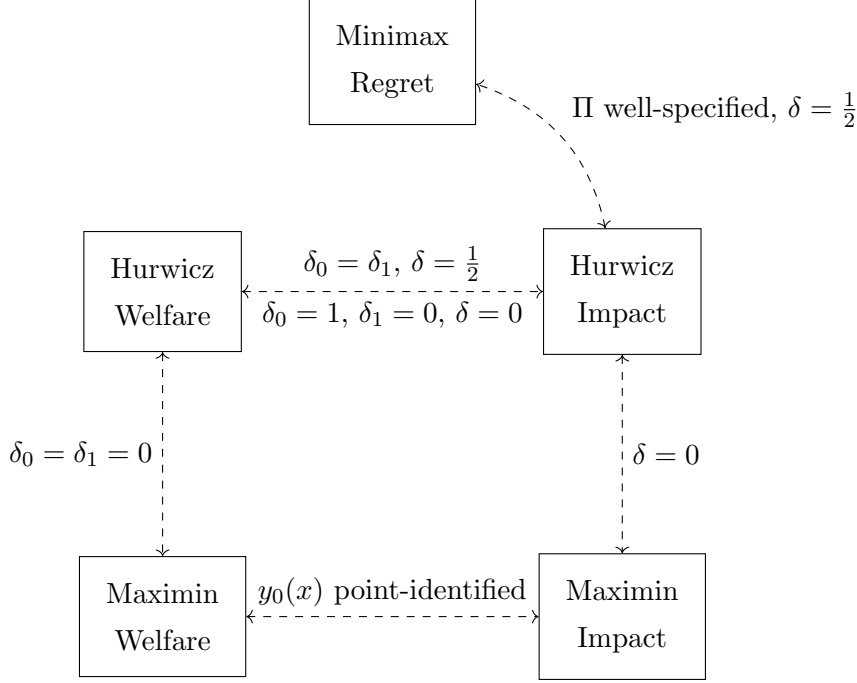 Minimax
Regret
Π well-specified, δ = 1/2
Hurwicz
Welfare
δ₀ = δ₁, δ = 1/2
δ₀ = 1, δ₁ = 0, δ = 0
Hurwicz
Impact
δ₀ = δ₁ = 0
δ = 0
Maximin
Welfare
y₀(x) point-identified
Maximin
Impact